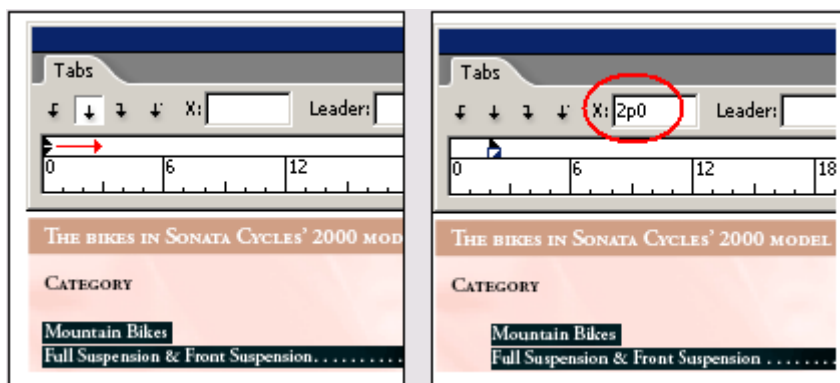 Tabs
X: Leader:
0 6 12
THE BIKES IN SONATA CYCLES' 2000 MOD
CATEGORY
Mountain Bikes
Full Suspension & Front Suspension..........
Tabs
X: 2p0 Leader:
0 6 12 18
THE BIKES IN SONATA CYCLES' 2000 MODEL
CATEGORY
Mountain Bikes
Full Suspension & Front Suspension .......